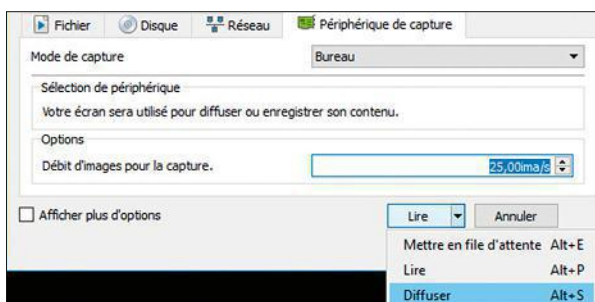 Fichier Disque Réseau Périphérique de capture
Mode de capture Bureau
Sélection de périphérique
Votre écran sera utilisé pour diffuser ou enregistrer son contenu.
Options
Débit d'images pour la capture. 25,00ima/s
Afficher plus d'options Lire Annuler
Mettre en file d'attente Alt+E
Lire Alt+P
Diffuser Alt+S